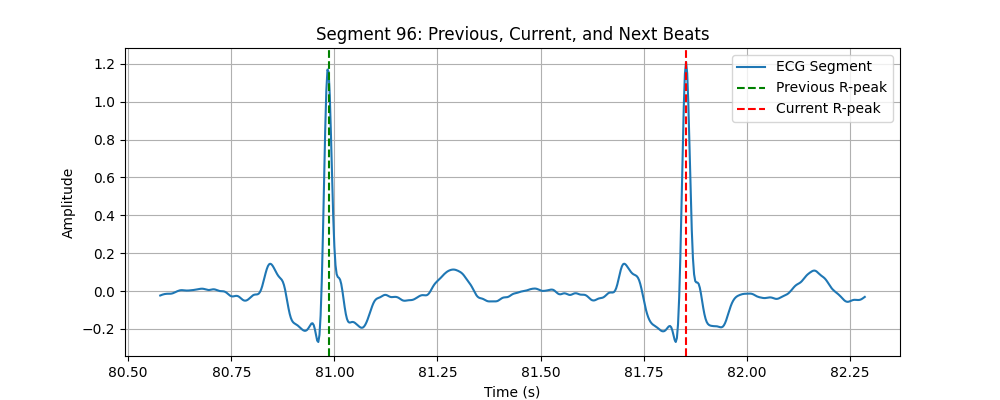 Segment 96: Previous, Current, and Next Beats
ECG Segment
Previous R-peak
Current R-peak
Amplitude
1.2
1.0
0.8
0.6
0.4
0.2
0.0
−0.2
80.50 80.75 81.00 81.25 81.50 81.75 82.00 82.25
Time (s)